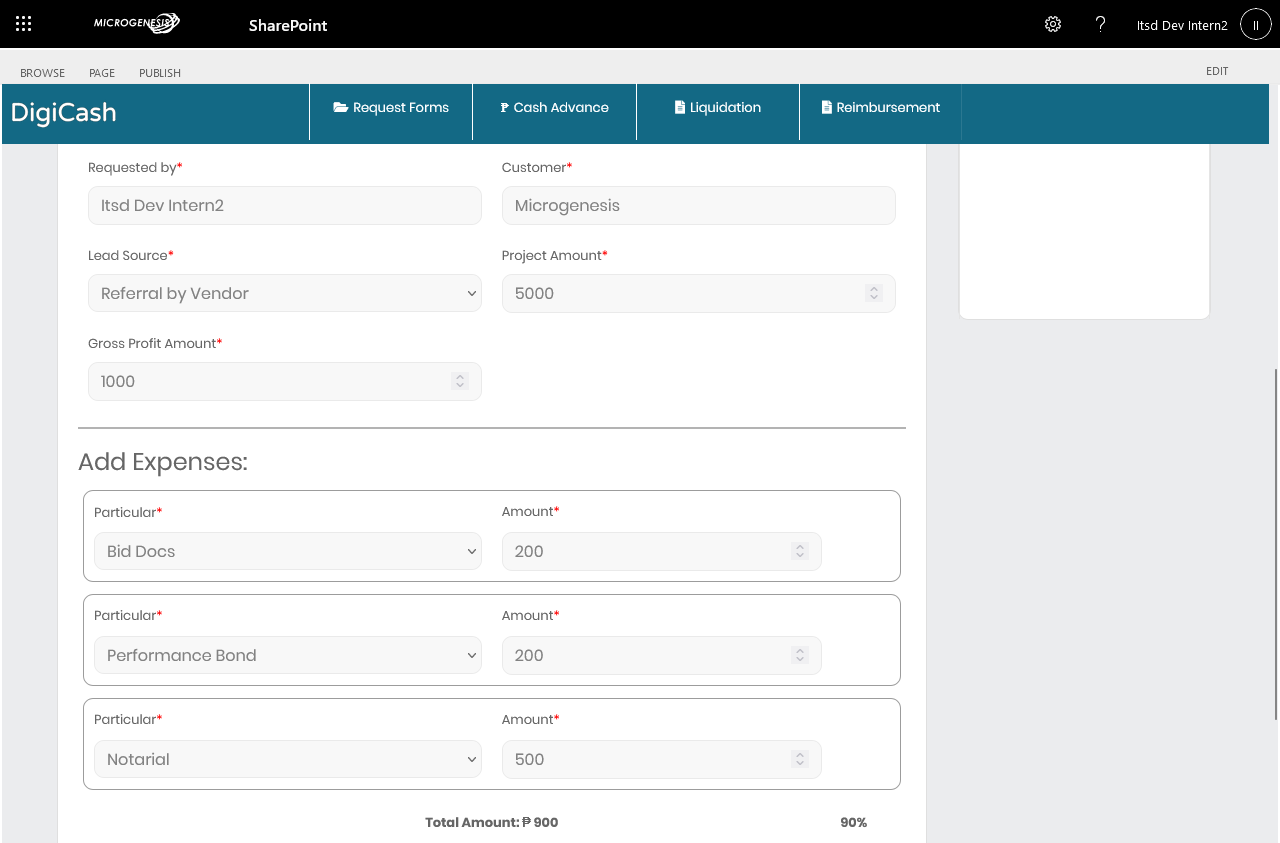 MICROGENESIS
SharePoint
Itsd Dev Intern2
II
BROWSE
PAGE
PUBLISH
EDIT
DigiCash
Request Forms
₱ Cash Advance
Liquidation
Reimbursement
Requested by*
Customer*
Itsd Dev Intern2
Microgenesis
Lead Source*
Project Amount*
Referral by Vendor
5000
Gross Profit Amount*
1000
Add Expenses:
Particular*
Amount*
Bid Docs
200
Particular*
Amount*
Performance Bond
200
Particular*
Amount*
Notarial
500
Total Amount: ₱ 900
90%